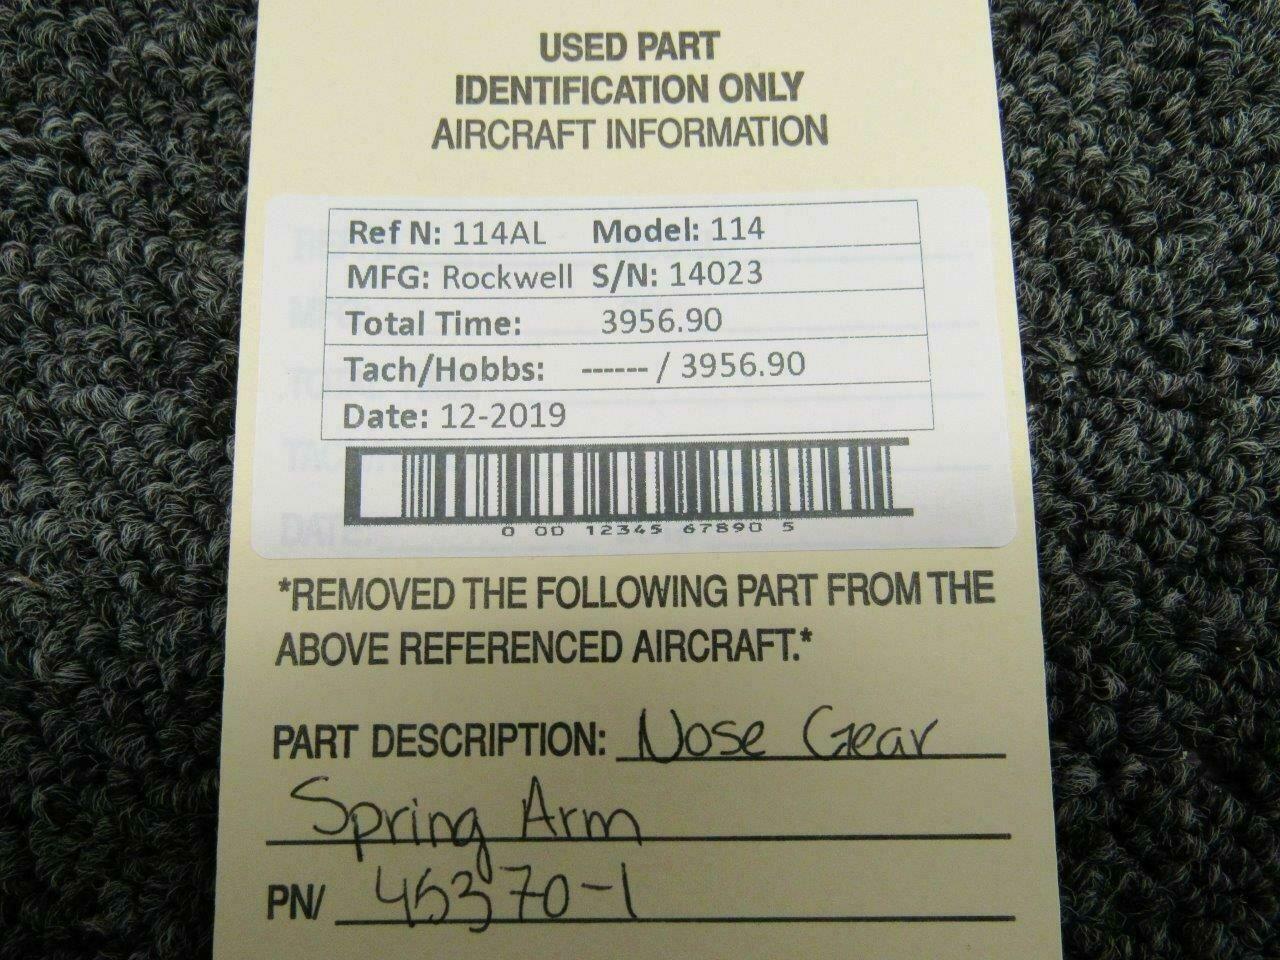 USED PART
IDENTIFICATION ONLY
AIRCRAFT INFORMATION
Ref N: 114AL Model: 114
MFG: Rockwell S/N: 14023
Total Time: 3956.90
Tach/Hobbs: ------ / 3956.90
Date: 12-2019
0 00 12345 67890 5
DATE:
*REMOVED THE FOLLOWING PART FROM THE
ABOVE REFERENCED AIRCRAFT.*
PART DESCRIPTION: Nose Gear
Spring Arm
PN/ 45370-1